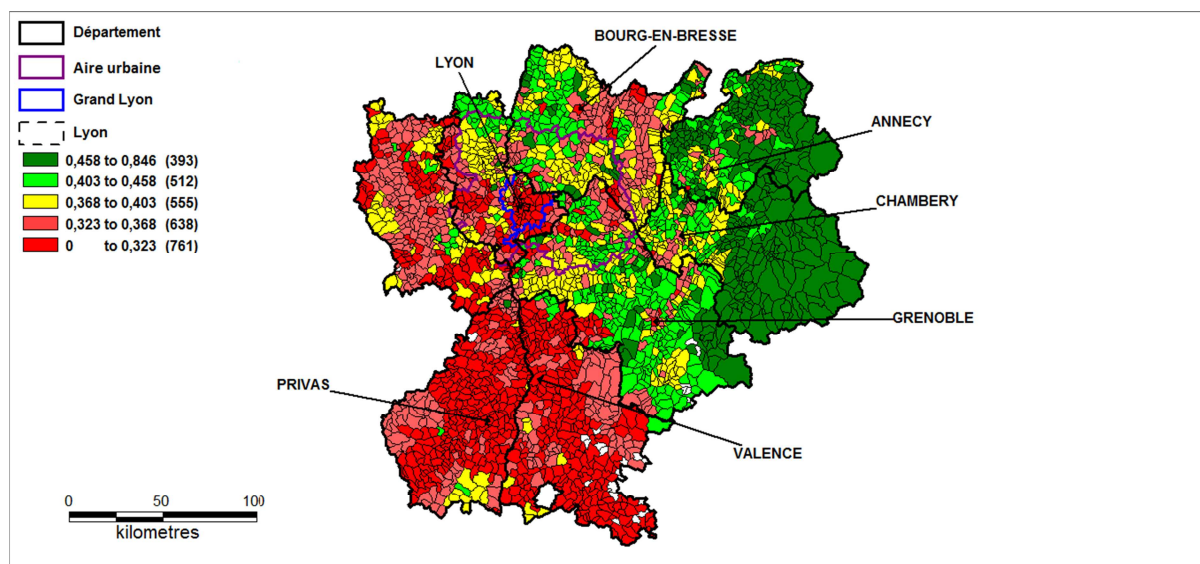 Département
Aire urbaine
Grand Lyon
Lyon
0,458 to 0,846 (393)
0,403 to 0,458 (512)
0,368 to 0,403 (555)
0,323 to 0,368 (638)
0 to 0,323 (761)
BOURG-EN-BRESSE
LYON
ANNECY
CHAMBERY
GRENOBLE
PRIVAS
VALENCE
0 50 100
kilometres